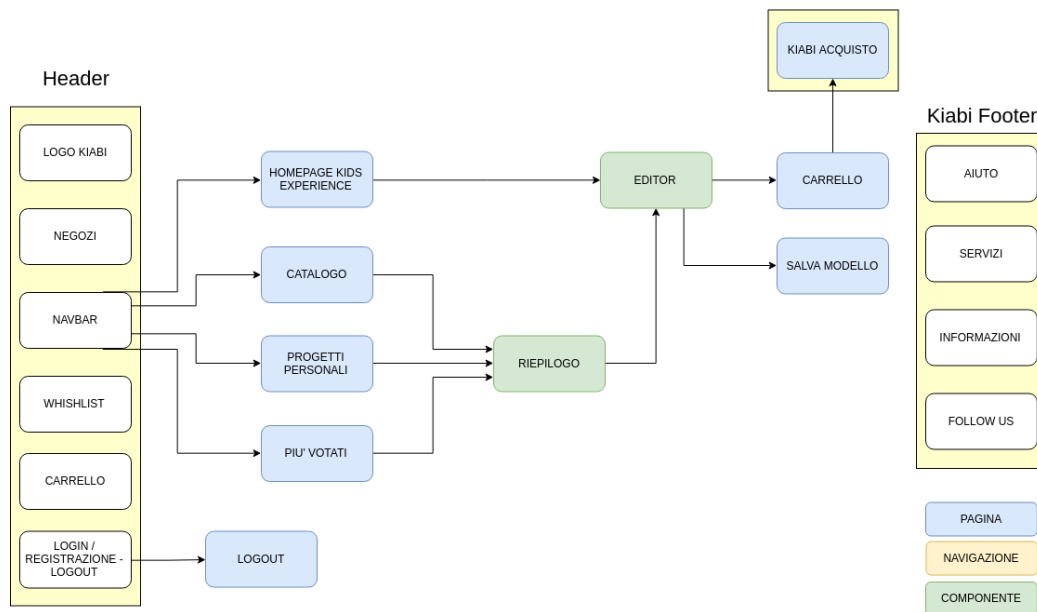 Header
LOGO KIABI
NEGOZI
NAVBAR
WHISHLIST
CARRELLO
LOGIN /
REGISTRAZIONE -
LOGOUT
HOMEPAGE KIDS
EXPERIENCE
CATALOGO
PROGETTI
PERSONALI
PIU' VOTATI
LOGOUT
RIEPILOGO
EDITOR
KIABI ACQUISTO
CARRELLO
SALVA MODELLO
Kiabi Footer
AIUTO
SERVIZI
INFORMAZIONI
FOLLOW US
PAGINA
NAVIGAZIONE
COMPONENTE